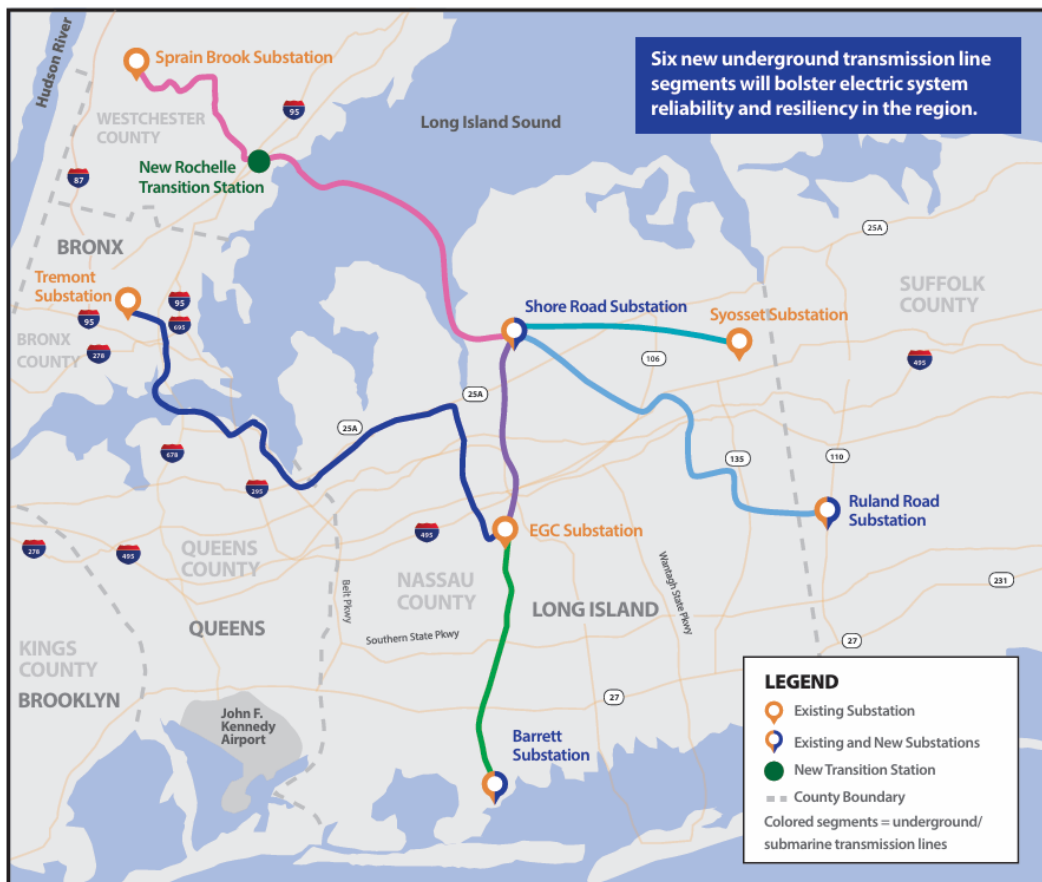 Hudson River
Sprain Brook Substation
Six new underground transmission line
segments will bolster electric system
reliability and resiliency in the region.
95
WESTCHESTER
COUNTY
Long Island Sound
New Rochelle
Transition Station
87
25A
BRONX
Tremont
Substation
95
695
95
BRONX
COUNTY
278
Shore Road Substation
Syosset Substation
SUFFOLK
COUNTY
106
495
25A
25A
678
295
135
110
Ruland Road
Substation
EGC Substation
495
278
495
QUEENS
COUNTY
Belt Pkwy
NASSAU
COUNTY
Wantagh State Pkwy
231
LONG ISLAND
QUEENS
Southern State Pkwy
27
KINGS
COUNTY
BROOKLYN
27
John F.
Kennedy
Airport
Barrett
Substation
LEGEND
Existing Substation
Existing and New Substations
New Transition Station
County Boundary
Colored segments = underground/
submarine transmission lines